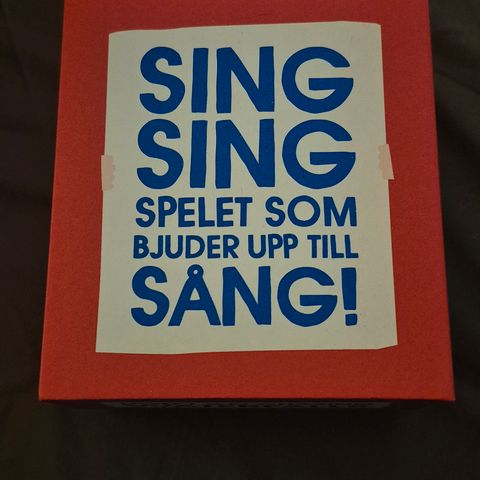 SING
SING
SPELET SOM
BJUDER UPP TILL
SÅNG!